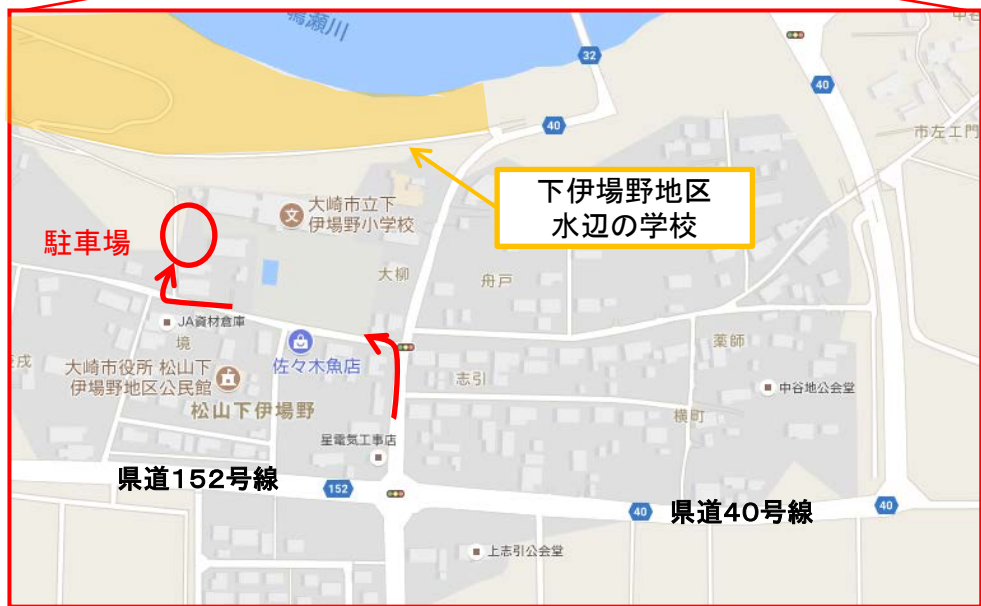 鳴瀬川
32
40
40
市左エ門
下伊場野地区
水辺の学校
大崎市立下
伊場野小学校
駐車場
大柳
舟戸
JA資材倉庫
境
佐々木魚店
薬師
大崎市役所 松山下
伊場野地区公民館
志引
中谷地公会堂
松山下伊場野
横町
星電気工事店
県道152号線
152
40
県道40号線
40
上志引公会堂